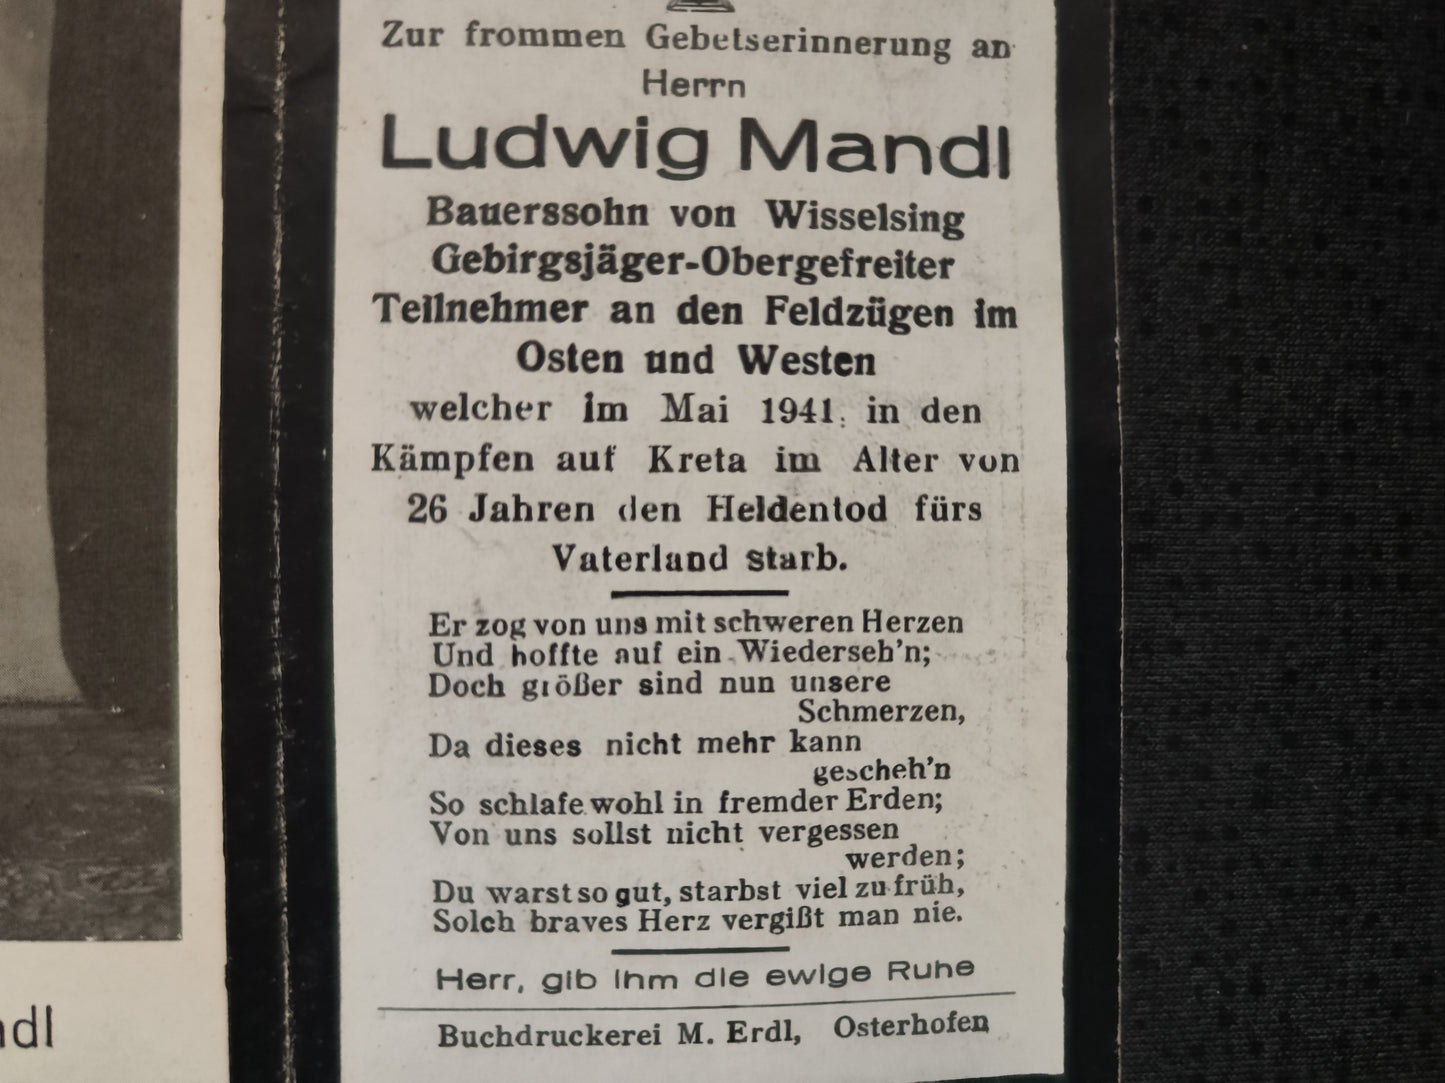 Zur frommen Gebetserinnerung an
Herrn
Ludwig Mandl
Bauerssohn von Wisselsing
Gebirgsjäger-Obergefreiter
Teilnehmer an den Feldzügen im
Osten und Westen
welcher im Mai 1941, in den
Kämpfen auf Kreta im Alter von
26 Jahren den Heldentod fürs
Vaterland starb.
Er zog von uns mit schweren Herzen
Und hoffte auf ein Wiederseh'n;
Doch größer sind nun unsere
Schmerzen,
Da dieses nicht mehr kann
gescheh'n
So schlafe wohl in fremder Erden;
Von uns sollst nicht vergessen
werden;
Du warst so gut, starbst viel zu früh,
Solch braves Herz vergißt man nie.
Herr, gib ihm die ewige Ruhe
Buchdruckerei M. Erdl, Osterhofen
ndl